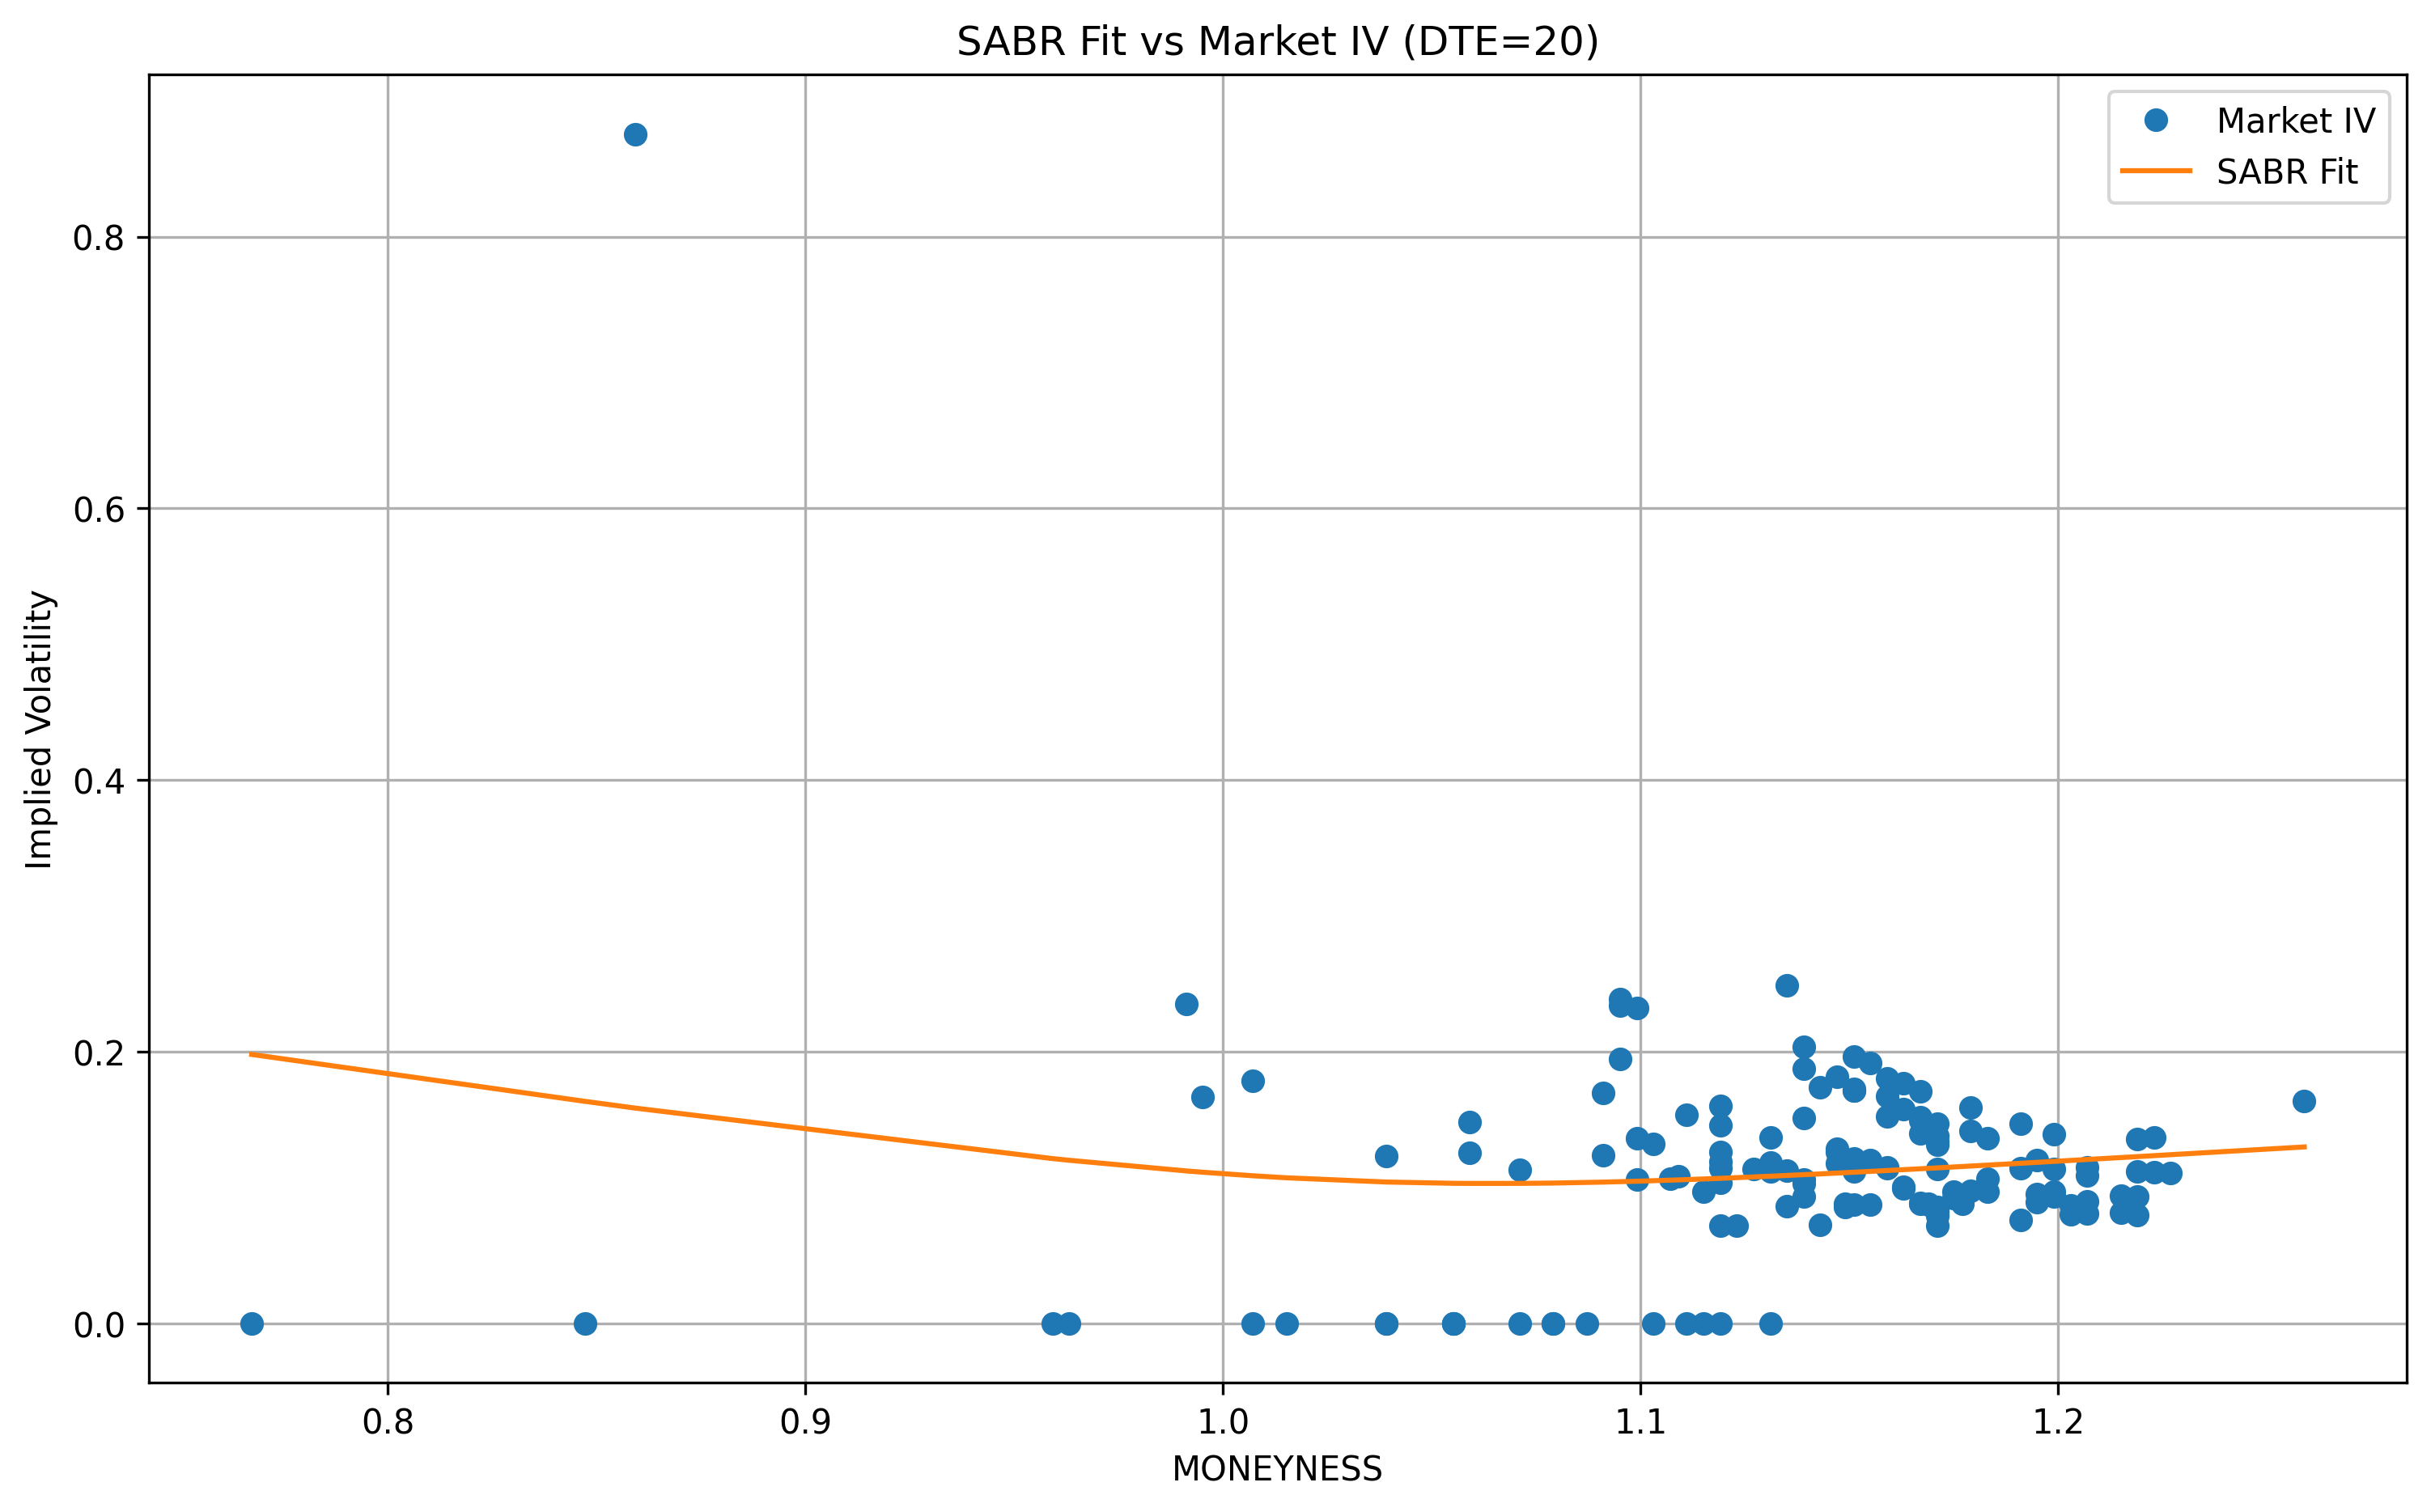 SABR Fit vs Market IV (DTE=20)
Market IV
SABR Fit
Implied Volatility
0.8
0.6
0.4
0.2
0.0
0.8
0.9
1.0
1.1
1.2
MONEYNESS